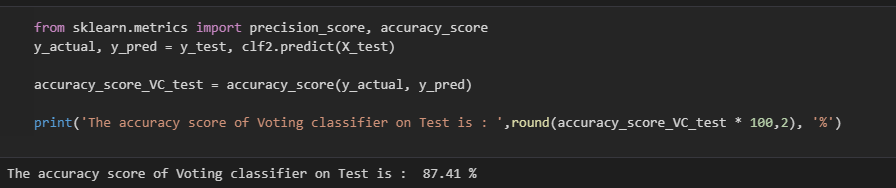 from sklearn.metrics import precision_score, accuracy_score
y_actual, y_pred = y_test, clf2.predict(X_test)
accuracy_score_VC_test = accuracy_score(y_actual, y_pred)
print('The accuracy score of Voting classifier on Test is : ',round(accuracy_score_VC_test * 100,2), '%')
The accuracy score of Voting classifier on Test is :  87.41 %